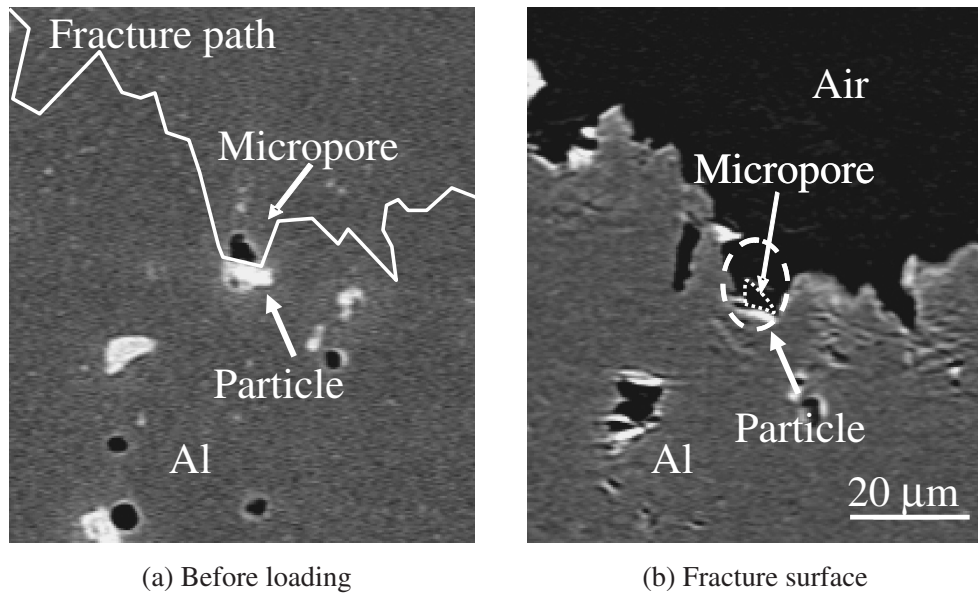 Fracture path
Micropore
Particle
Al
(a) Before loading
Air
Micropore
Particle
Al
20 μm
(b) Fracture surface